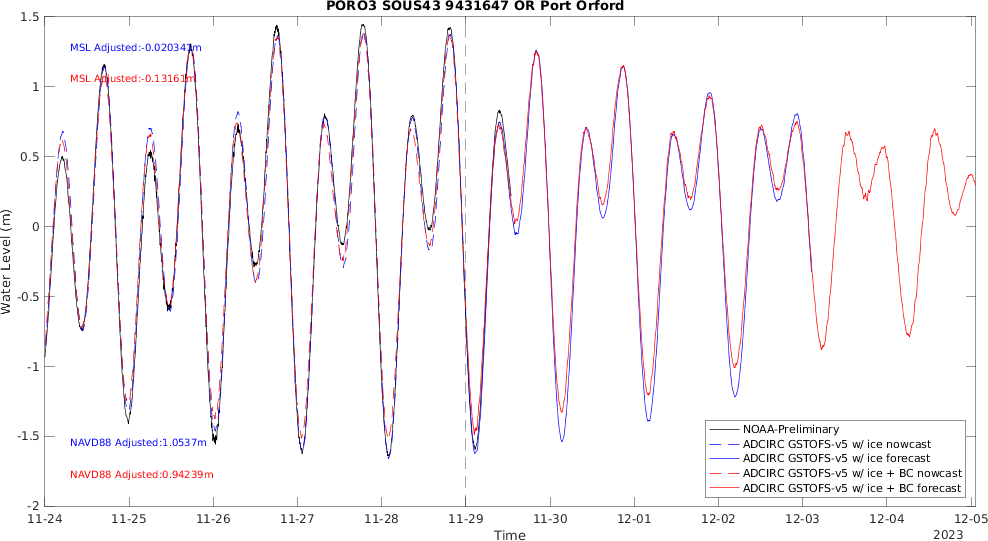 PORO3 SOUS43 9431647 OR Port Orford
1.5
1
0.5
0
-0.5
-1
-1.5
-2
Water Level (m)
MSL Adjusted:-0.020343m
MSL Adjusted:-0.13161m
NAVD88 Adjusted:1.0537m
NAVD88 Adjusted:0.94239m
NOAA-Preliminary
ADCIRC GSTOFS-v5 w/ ice nowcast
ADCIRC GSTOFS-v5 w/ ice forecast
ADCIRC GSTOFS-v5 w/ ice + BC nowcast
ADCIRC GSTOFS-v5 w/ ice + BC forecast
11-24 11-25 11-26 11-27 11-28 11-29 11-30 12-01 12-02 12-03 12-04 12-05
Time
2023